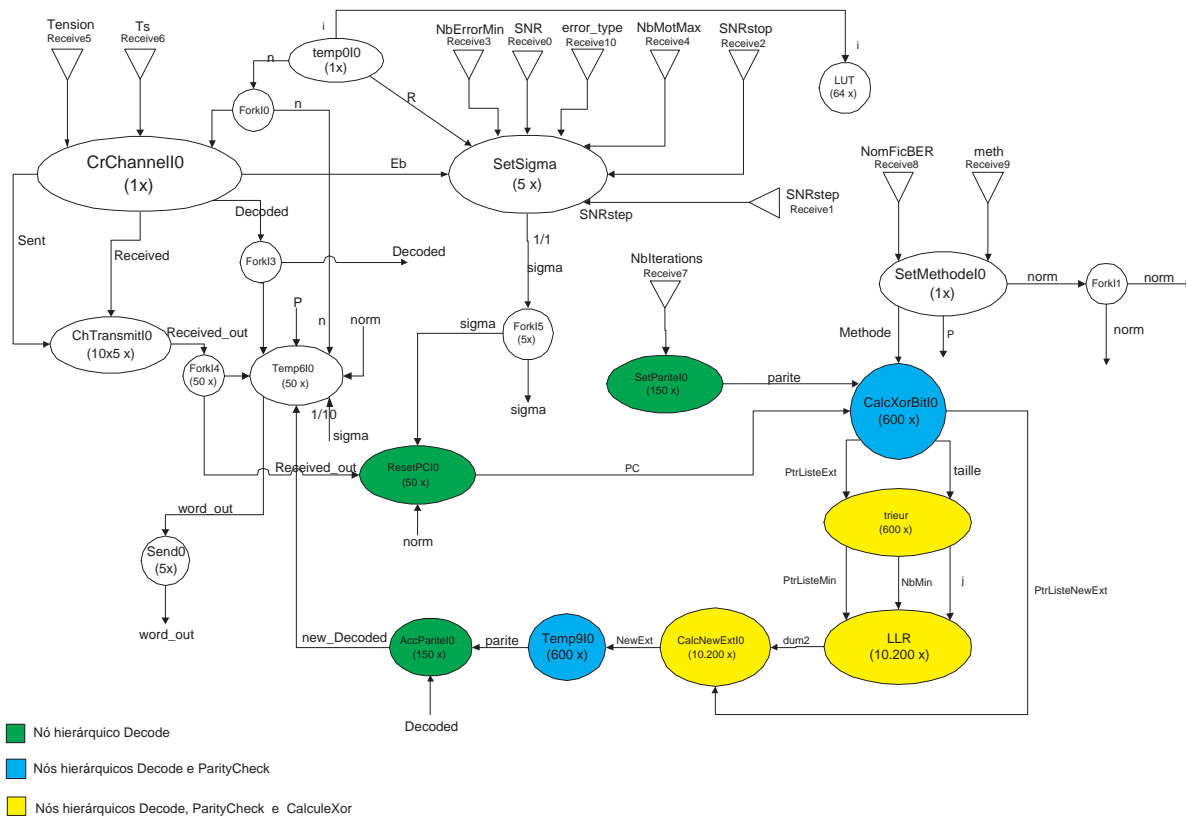 Tension
Receive5
Ts
Receive6
i
temp0I0
(1x)
NbErrorMin
Receive3
SNR
Receive0
error_type
Receive10
NbMotMax
Receive4
SNRstop
Receive2
i
LUT
(64 x)
n
ForkI0
n
R
CrChannelI0
(1x)
Eb
SetSigma
(5 x)
NomFicBER
Receive8
meth
Receive9
SNRstep
Receive1
SNRstep
Decoded
Sent
Received
ForkI3
Decoded
1/1
sigma
NbIterations
Receive7
SetMethodeI0
(1x)
norm
ForkI1
norm
norm
P
n
norm
sigma
ForkI5
(5x)
sigma
Methode
P
ChTransmitI0
(10x5 x)
Received_out
ForkI4
(50 x)
Temp6I0
(50 x)
1/10
sigma
SetPariteI0
(150 x)
parite
CalcXorBitI0
(600 x)
Received_out
ResetPCI0
(50 x)
PC
norm
PtrListeExt
taille
trieur
(600 x)
word_out
Send0
(5x)
word_out
PtrListeMin
NbMin
j
PtrListeNewExt
new_Decoded
AccPariteI0
(150 x)
parite
Temp9I0
(600 x)
NewExt
CalcNewExtI0
(10.200 x)
dum2
LLR
(10.200 x)
Decoded
Nó hierárquico Decode
Nós hierárquicos Decode e ParityCheck
Nós hierárquicos Decode, ParityCheck e CalculeXor